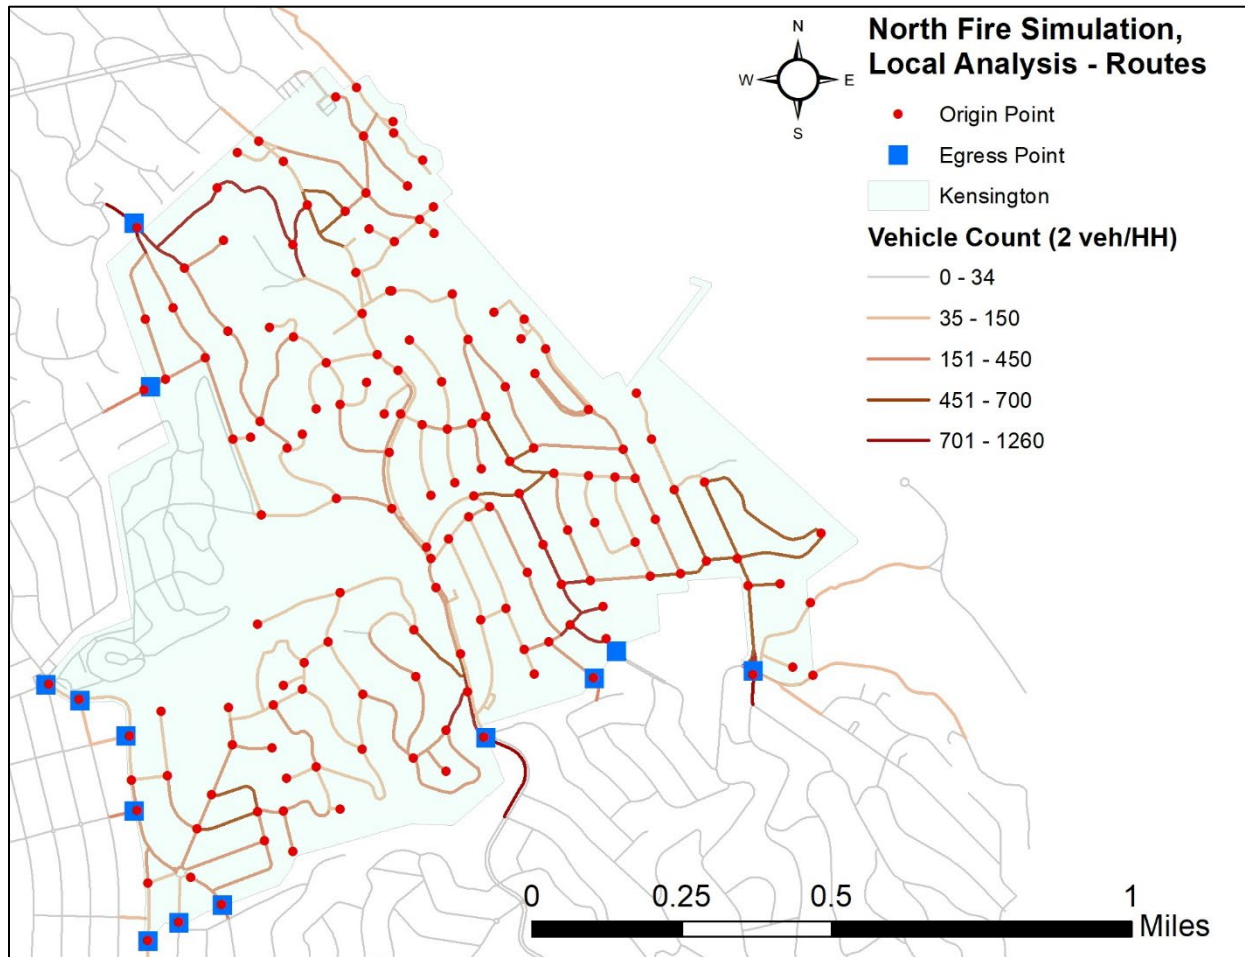 North Fire Simulation,
Local Analysis - Routes
N
W E
S
Origin Point
Egress Point
Kensington
Vehicle Count (2 veh/HH)
0 - 34
35 - 150
151 - 450
451 - 700
701 - 1260
0 0.25 0.5 1
Miles